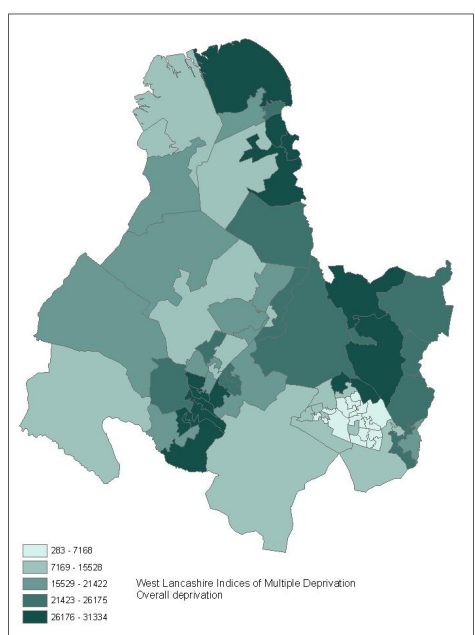 283 - 7168
7169 - 15528
15529 - 21422
21423 - 26175
26176 - 31334
West Lancashire Indices of Multiple Deprivation
Overall deprivation